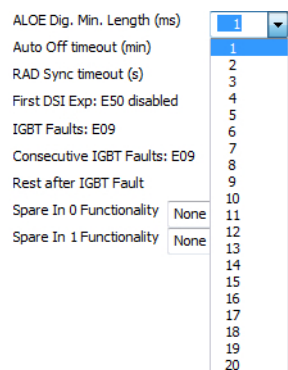 ALOE Dig. Min. Length (ms) 1
Auto Off timeout (min)
RAD Sync timeout (s)
First DSI Exp: E50 disabled
IGBT Faults: E09
Consecutive IGBT Faults: E09
Rest after IGBT Fault
Spare In 0 Functionality None
Spare In 1 Functionality None
1
2
3
4
5
6
7
8
9
10
11
12
13
14
15
16
17
18
19
20